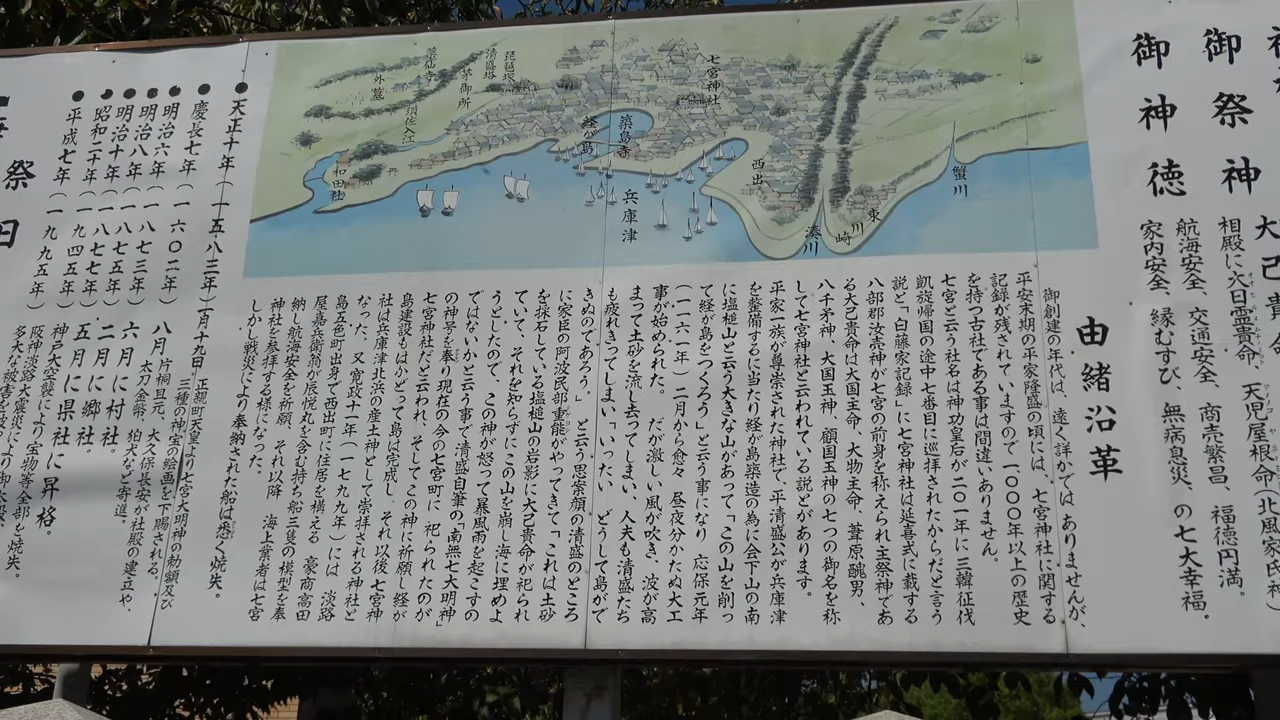 御祭神
大己貴命
相殿に大日霊貴命、天児屋根命(北風家氏神)
御神徳
航海安全、交通安全、商売繁昌、福徳円満。
家内安全、縁むすび、無病息災、の七大幸福。
由緒沿革
御創建の年代は、遠く詳かではありませんが、
平安末期の平家隆盛の頃には、七宮神社に関する
記録が残されていますので一〇〇〇年以上の歴史
を持つ古社である事は間違いありません。
七宮と云う社名は神功皇后が二〇一年に三韓征伐
凱旋帰国の途中七番目に巡拝されたからだと言う
説と「白藤家記録」に七宮神社は延喜式に載する
八部郡汝売神が七宮の前身を称えられ主祭神であ
る大己貴命は大国主命、大物主命、葦原醜男、
八千矛神、大国玉神、顧国玉神の七つの御名を称
して七宮神社と云われている説とがあります。
平家一族が尊崇された神社で、平清盛公が兵庫津
を整備するに当たり経が島築造の為に会下山の南
に塩槌山と云う大きな山があって「この山を削っ
て経が島をつくろう」と云う事になり 応保元年
(一一六一年)二月から愈々 昼夜分かたぬ大工
事が始められた。 だが激しい風が吹き、波が高
まって土砂を流し去ってしまい、人夫も清盛たち
も疲れきってしまい、「いったい、どうして島がで
きぬのであろう。」と云う思案顔の清盛のところ
に家臣の阿波民部重能がやってきて「これは土砂
を採石している塩槌山の岩影に大己貴命が祀られ
ていて、それを知らずにこの山を崩し海に埋めよ
うとしたので、この神が怒って暴風雨を起こすの
ではないかと云う事で清盛自筆の「南無七大明神」
の神号を奉り現在の今の七宮町に 祀られたのが
七宮神社だと云われ、そしてこの神に祈願し経が
島建設もはかどって島は完成し、それ以後七宮神
社は兵庫津北浜の産土神として崇拝される神社と
なった。又、寛政十一年(一七九九年)には 淡路
島五色町出身で西出町に住居を構える 豪商高田
屋嘉兵衛翁が辰悦丸を含む持ち船三隻の模型を奉
納し航海安全を祈願、それ以降 海上業者は七宮
神社を参拝する様になった。
しかし戦災により奉納された船は悉く焼失。
薬仙寺
外墓
清盛塔
琵琶塚
茅御所
須佐入江
和田社
経が島
築島寺
七宮神社
兵庫津
西出
湊川
川崎
東
蟹川
●天正十年(一五八三年)一月十九日 正親町天皇より七宮大明神の勅額及び
三種の神宝の絵画を下賜される。
●慶長七年(一六〇二年) 八月 片桐且元、大久保長安が社殿の建立や、
太刀金幣、狛犬など寄進。
●明治六年(一八七三年) 六月に村社。
●明治八年(一八七五年) 二月に郷社。
●明治十年(一八七七年) 五月に県社に昇格。
●昭和二十年(一九四五年) 神戸大空襲により宝物等全部を焼失。
●平成七年(一九九五年) 阪神淡路大震災により御本殿、
多大な被害を
祭日